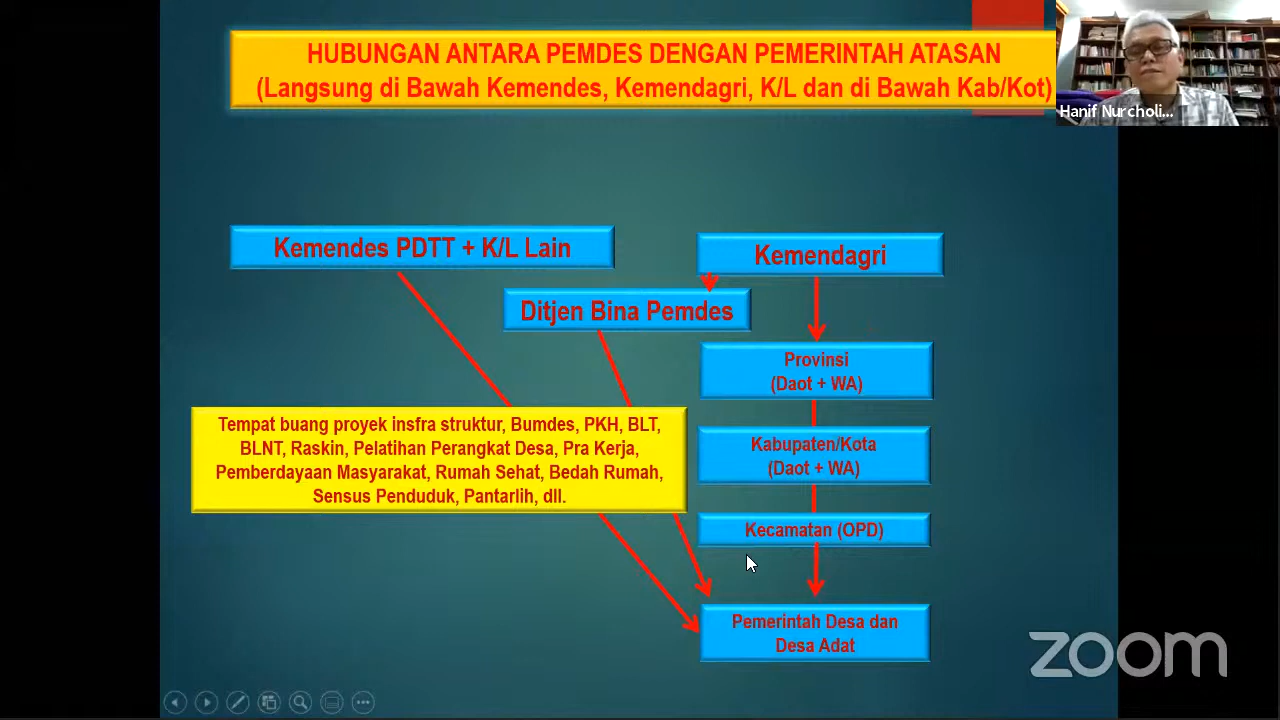 HUBUNGAN ANTARA PEMDES DENGAN PEMERINTAH ATASAN
(Langsung di Bawah Kemendes, Kemendagri, K/L dan di Bawah Kab/Kot)
Hanif Nurcholi...
Kemendes PDTT + K/L Lain
Kemendagri
Ditjen Bina Pemdes
Provinsi
(Daot + WA)
Tempat buang proyek insfra struktur, Bumdes, PKH, BLT,
BLNT, Raskin, Pelatihan Perangkat Desa, Pra Kerja,
Pemberdayaan Masyarakat, Rumah Sehat, Bedah Rumah,
Sensus Penduduk, Pantarlih, dll.
Kabupaten/Kota
(Daot + WA)
Kecamatan (OPD)
Pemerintah Desa dan
Desa Adat
zoom